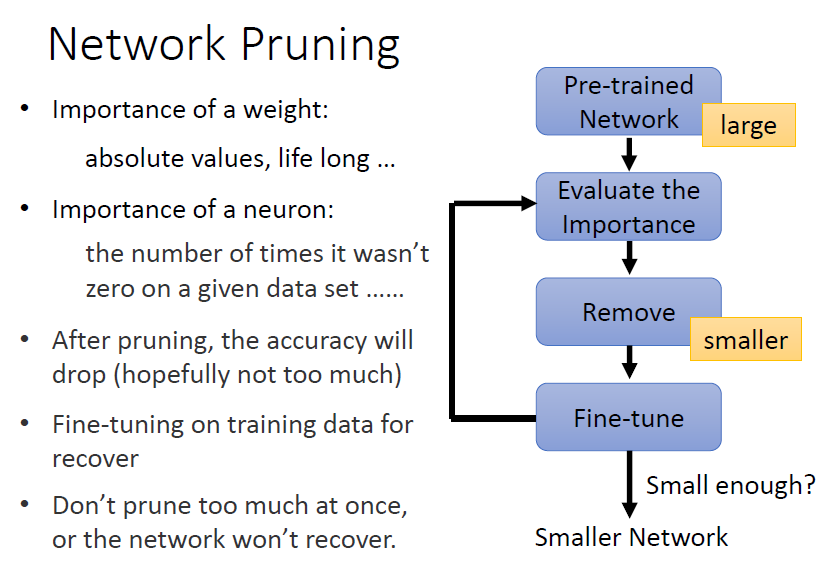 Network Pruning
• Importance of a weight:
absolute values, life long …
• Importance of a neuron:
the number of times it wasn’t
zero on a given data set ……
• After pruning, the accuracy will
drop (hopefully not too much)
• Fine-tuning on training data for
recover
• Don’t prune too much at once,
or the network won’t recover.
Pre-trained
Network
large
Evaluate the
Importance
Remove
smaller
Fine-tune
Small enough?
Smaller Network